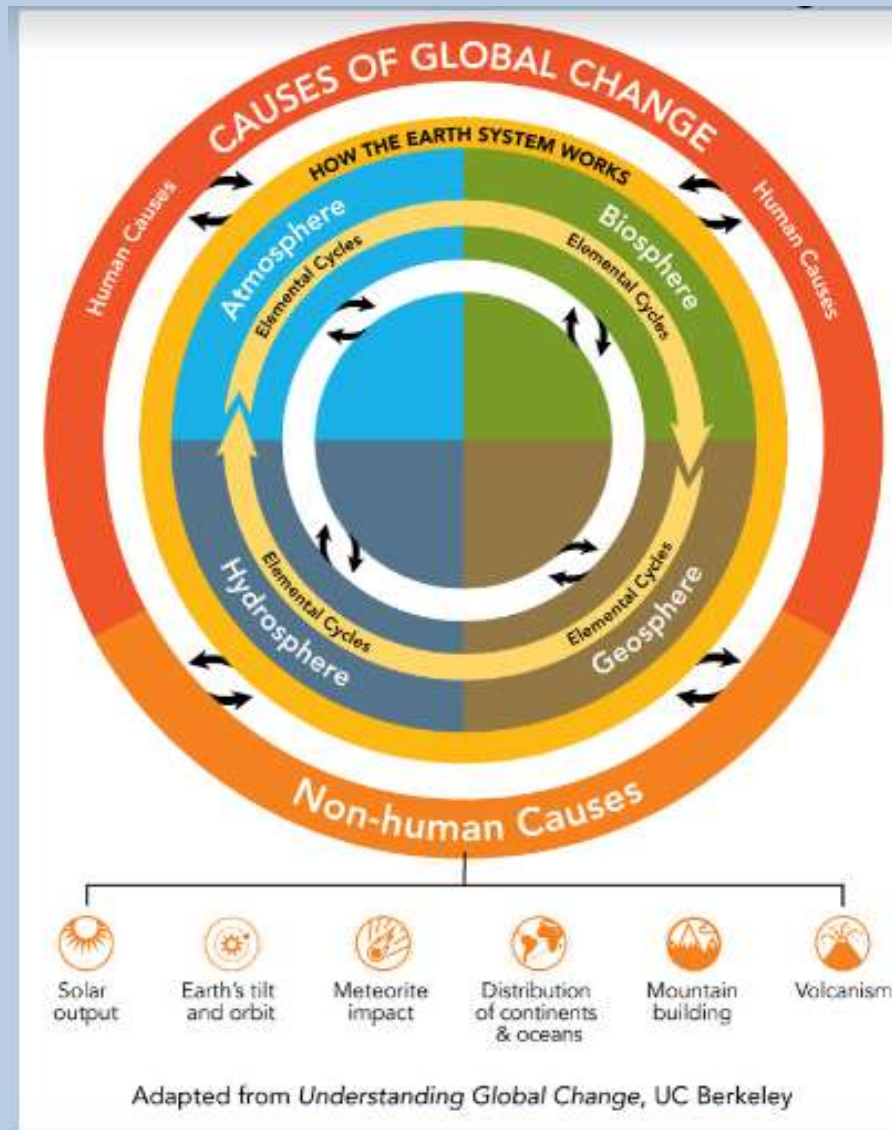 CAUSES OF GLOBAL CHANGE
Human Causes
Human Causes
HOW THE EARTH SYSTEM WORKS
Atmosphere
Biosphere
Elemental Cycles
Elemental Cycles
Hydrosphere
Geosphere
Elemental Cycles
Elemental Cycles
Non-human Causes
Solar
output
Earth's tilt
and orbit
Meteorite
impact
Distribution
of continents
& oceans
Mountain
building
Volcanism
Adapted from Understanding Global Change, UC Berkeley